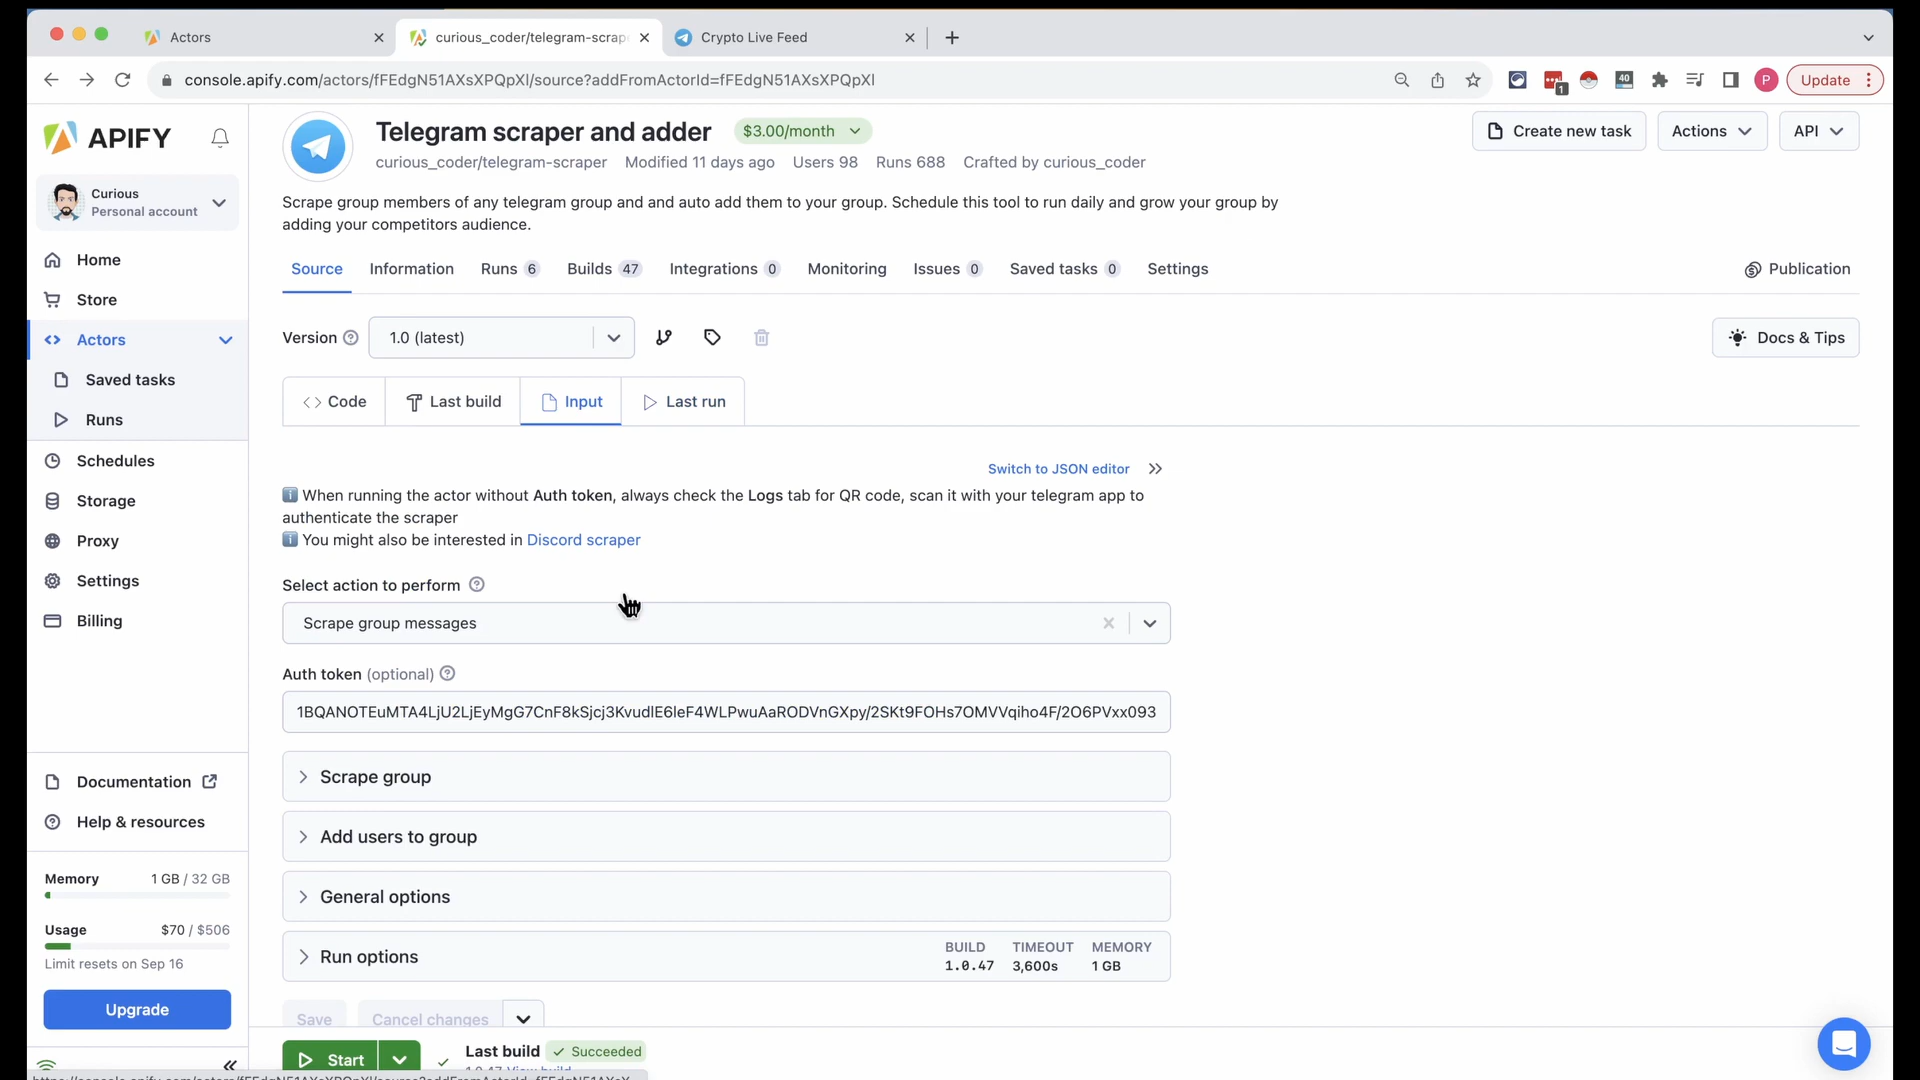 Actors
curious_coder/telegram-scrap
Crypto Live Feed
console.apify.com/actors/fFEdgN51AXsXPQpXl/source?addFromActorId=fFEdgN51AXsXPQpXl
40
1
P
Update
APIFY
Curious
Personal account
Home
Store
Actors
Saved tasks
Runs
Schedules
Storage
Proxy
Settings
Billing
Documentation
Help & resources
Memory 1 GB / 32 GB
Usage $70 / $506
Limit resets on Sep 16
Upgrade
Telegram scraper and adder $3.00/month
Create new task
Actions
API
curious_coder/telegram-scraper Modified 11 days ago Users 98 Runs 688 Crafted by curious_coder
Scrape group members of any telegram group and and auto add them to your group. Schedule this tool to run daily and grow your group by
adding your competitors audience.
Source Information Runs 6 Builds 47 Integrations 0 Monitoring Issues 0 Saved tasks 0 Settings
Publication
Version 1.0 (latest)
Docs & Tips
Code Last build Input Last run
Switch to JSON editor
When running the actor without Auth token, always check the Logs tab for QR code, scan it with your telegram app to
authenticate the scraper
You might also be interested in Discord scraper
Select action to perform
Scrape group messages
Auth token (optional)
1BQANOTEuMTA4LjU2LjEyMgG7CnF8kSjcj3KvudlE6leF4WLPwuAaRODVnGXpy/2SKt9FOHs7OMVVqiho4F/2O6PVxx093
Scrape group
Add users to group
General options
Run options
BUILD TIMEOUT MEMORY
1.0.47 3,600s 1 GB
Save Cancel changes
Start
Last build Succeeded